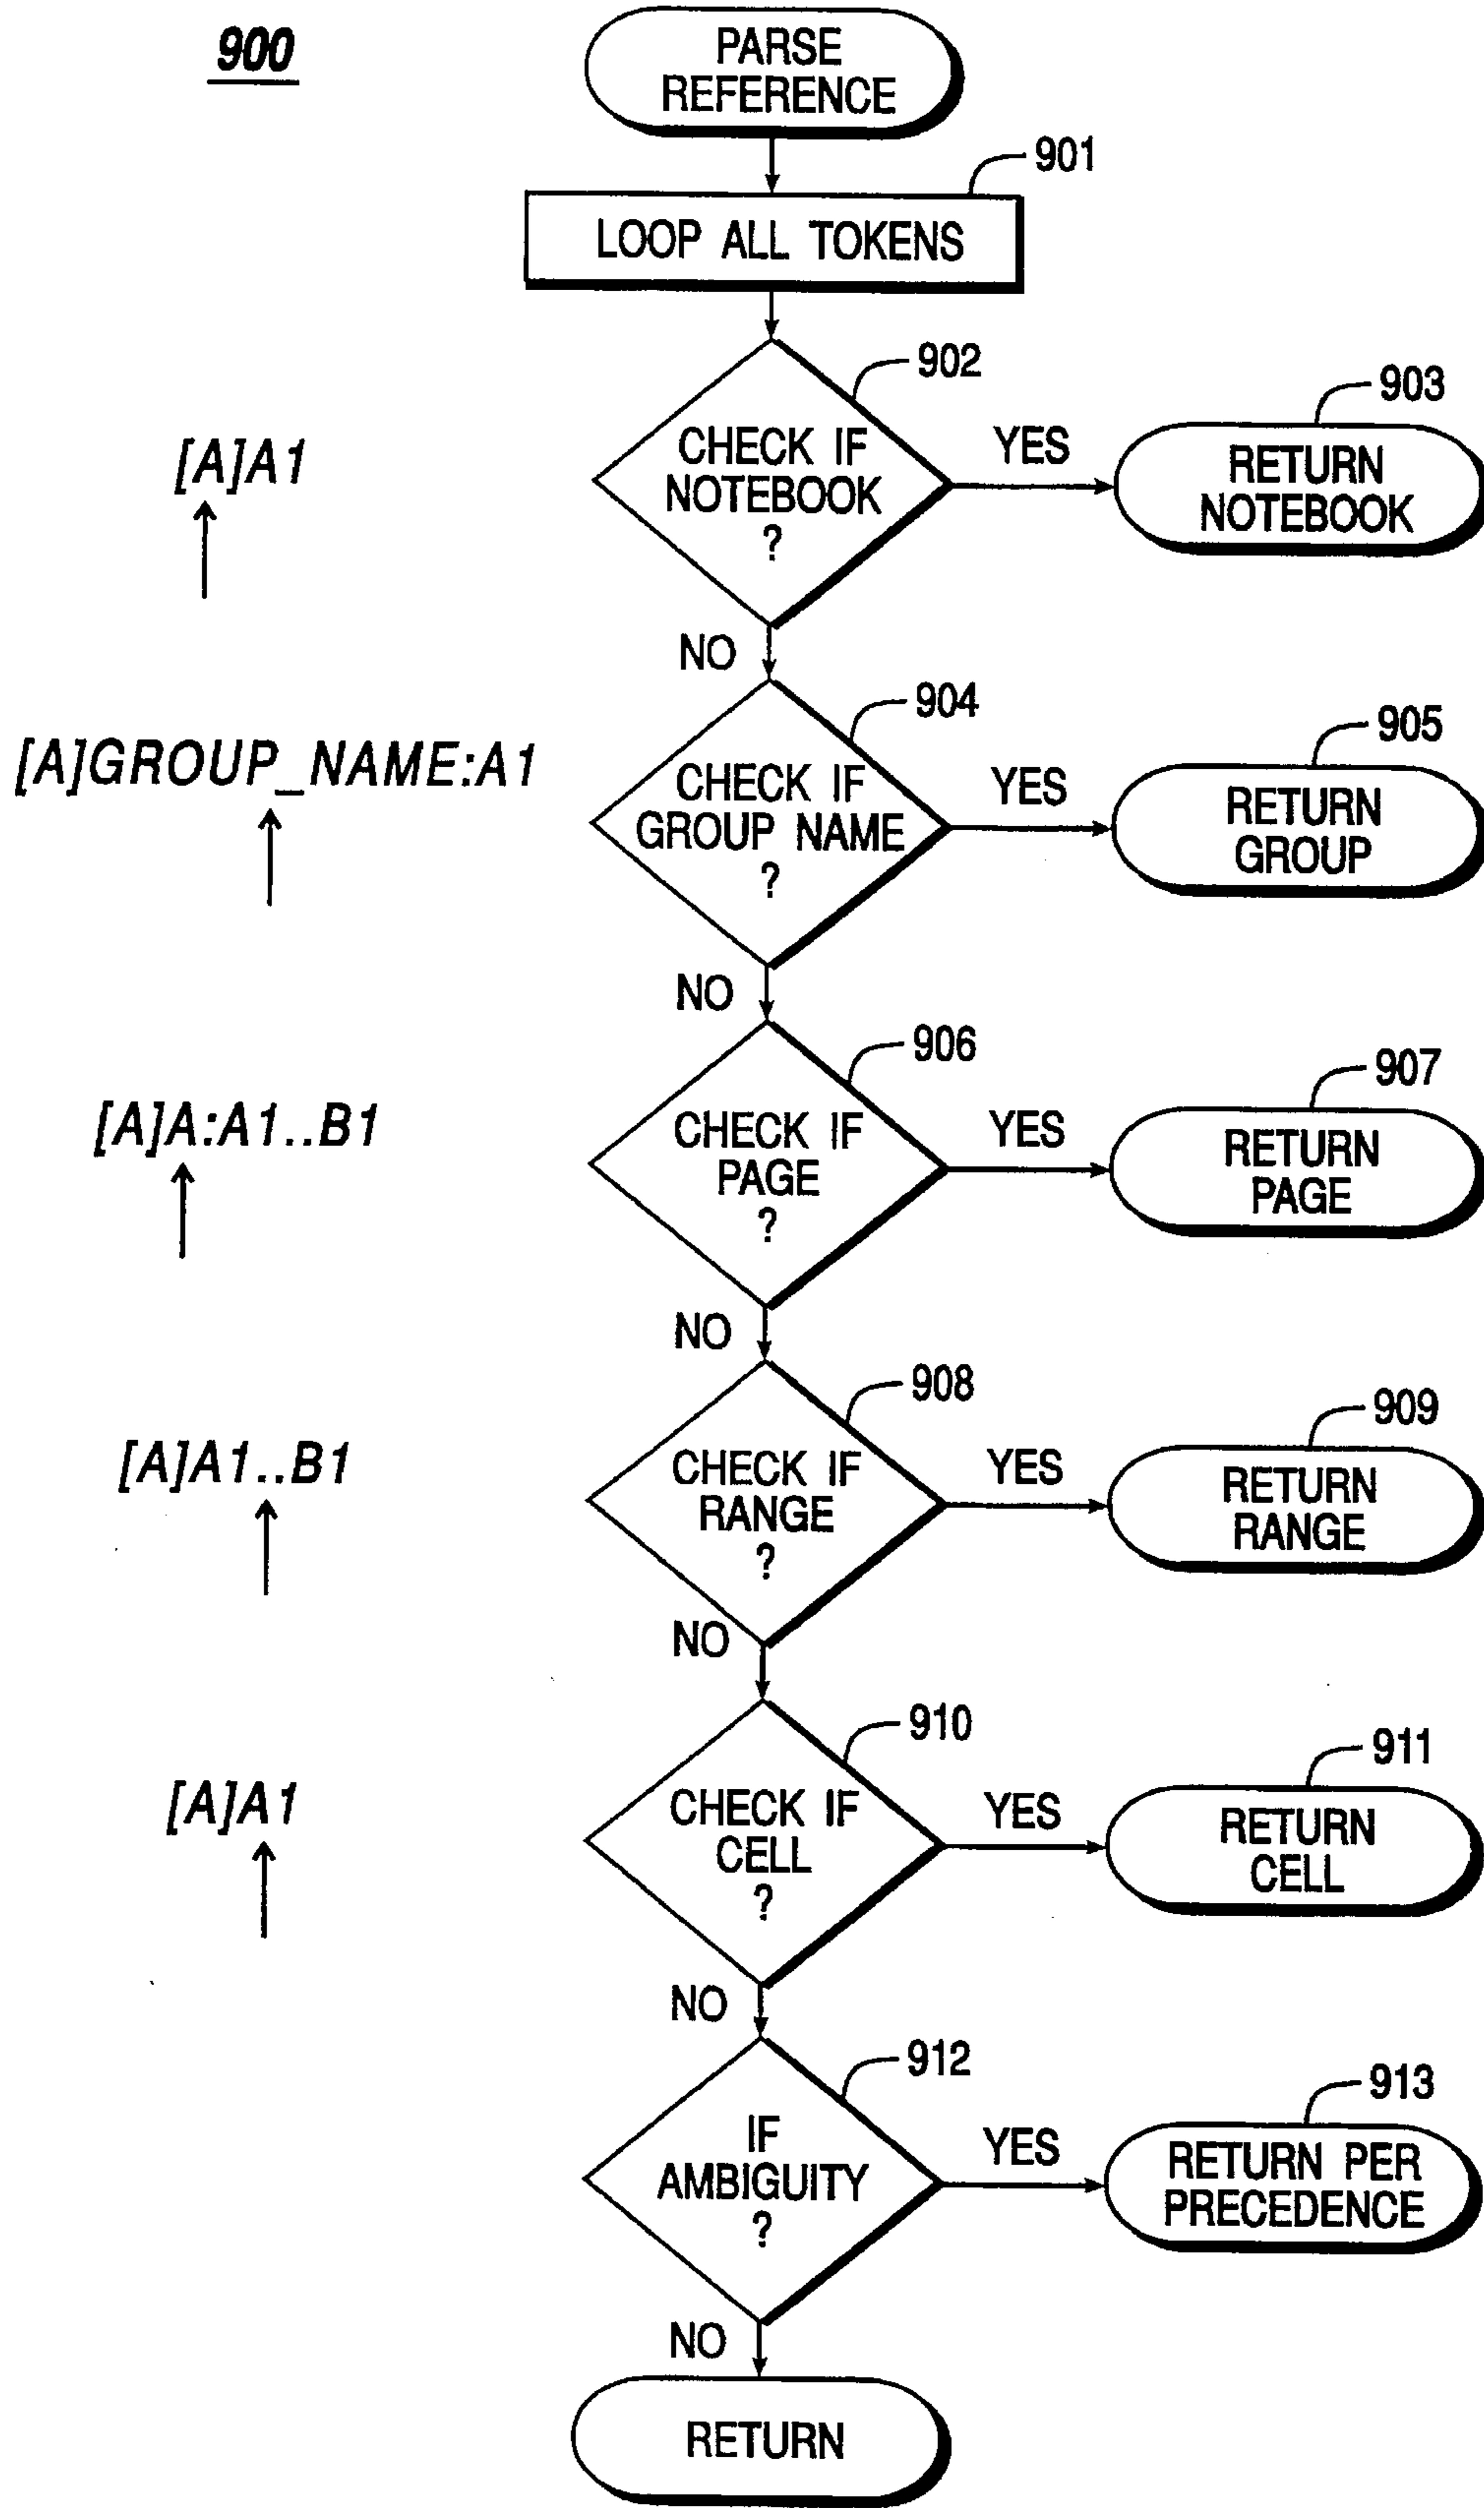 900
PARSE
REFERENCE
901
LOOP ALL TOKENS
902
903
[A]A1
CHECK IF
NOTEBOOK
?
YES
RETURN
NOTEBOOK
NO
904
905
[A]GROUP_NAME:A1
CHECK IF
GROUP NAME
?
YES
RETURN
GROUP
NO
906
907
[A]A:A1..B1
CHECK IF
PAGE
?
YES
RETURN
PAGE
NO
908
909
[A]A1..B1
CHECK IF
RANGE
?
YES
RETURN
RANGE
NO
910
911
[A]A1
CHECK IF
CELL
?
YES
RETURN
CELL
NO
912
913
IF
AMBIGUITY
?
YES
RETURN PER
PRECEDENCE
NO
RETURN